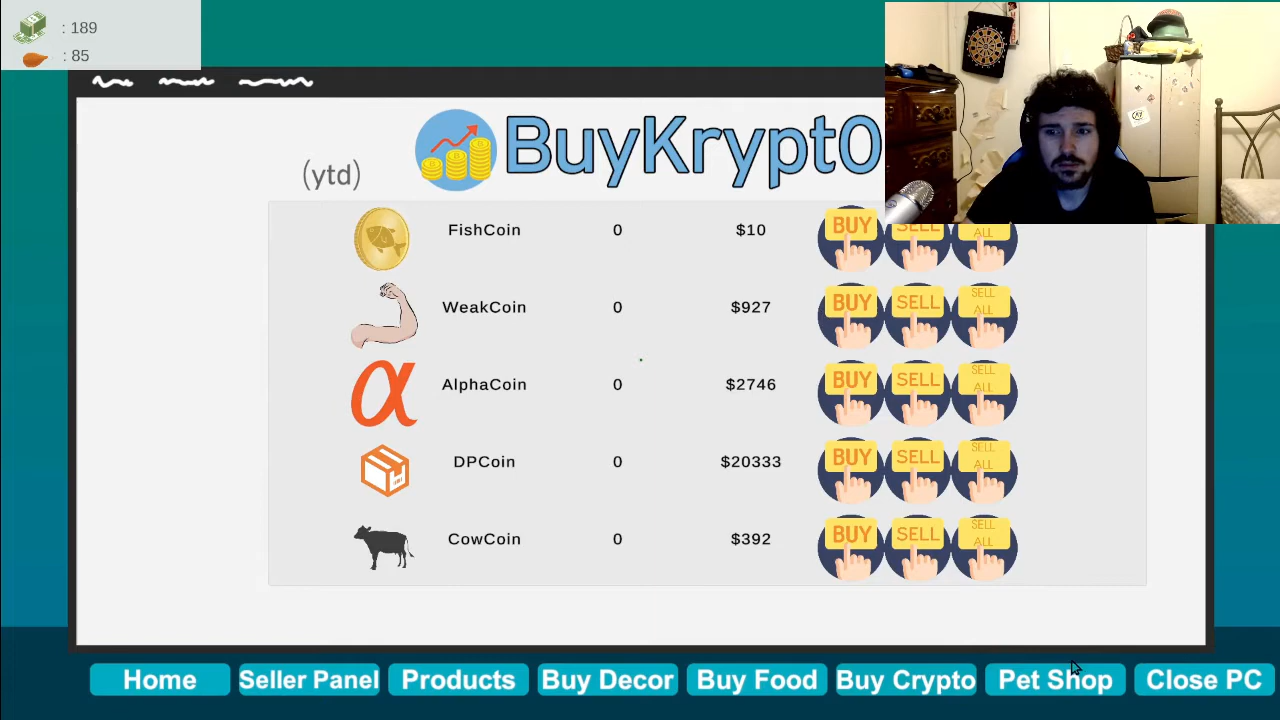 : 189
: 85
BuyKrypt0
(ytd)
FishCoin 0 $10 BUY SELL ALL
WeakCoin 0 $927 BUY SELL SELL ALL
AlphaCoin 0 $2746 BUY SELL SELL ALL
DPCoin 0 $20333 BUY SELL SELL ALL
CowCoin 0 $392 BUY SELL SELL ALL
Home Seller Panel Products Buy Decor Buy Food Buy Crypto Pet Shop Close PC